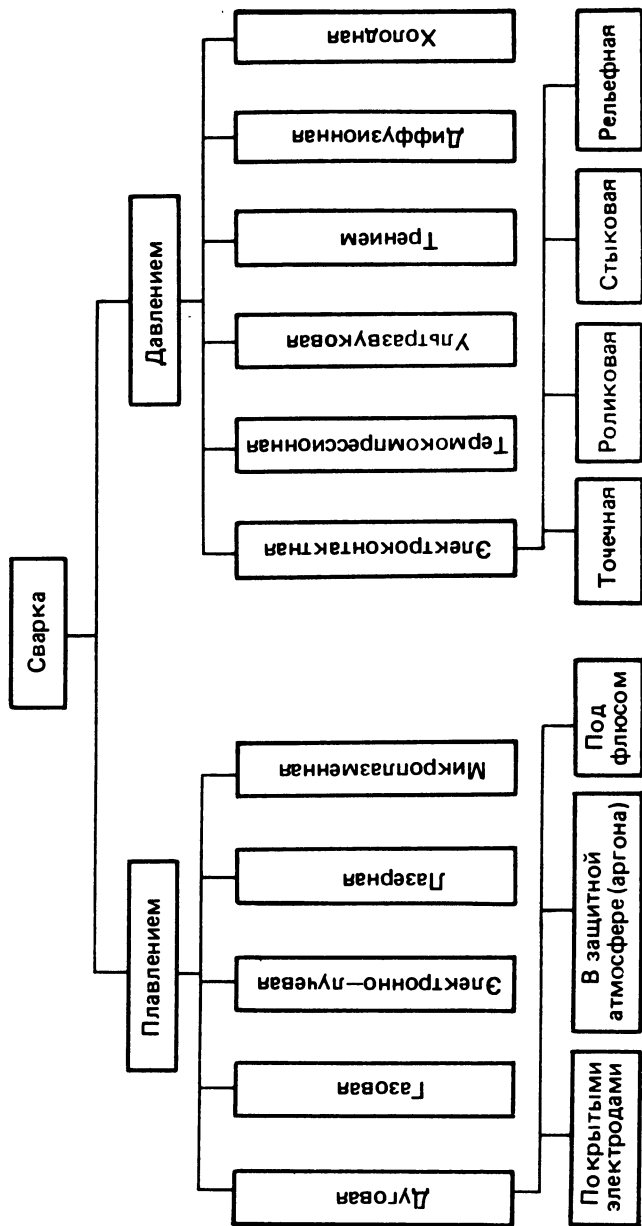 Сварка
Плавлением
Давлением
Дуговая
Газовая
Электронно-лучевая
Лазерная
Микроплазменная
Электроконтактная
Термокомпрессионная
Ультразвуковая
Трением
Диффузионная
Холодная
Покрытыми
электродами
В защитной
атмосфере (аргона)
Под
флюсом
Точечная
Роликовая
Стыковая
Рельефная